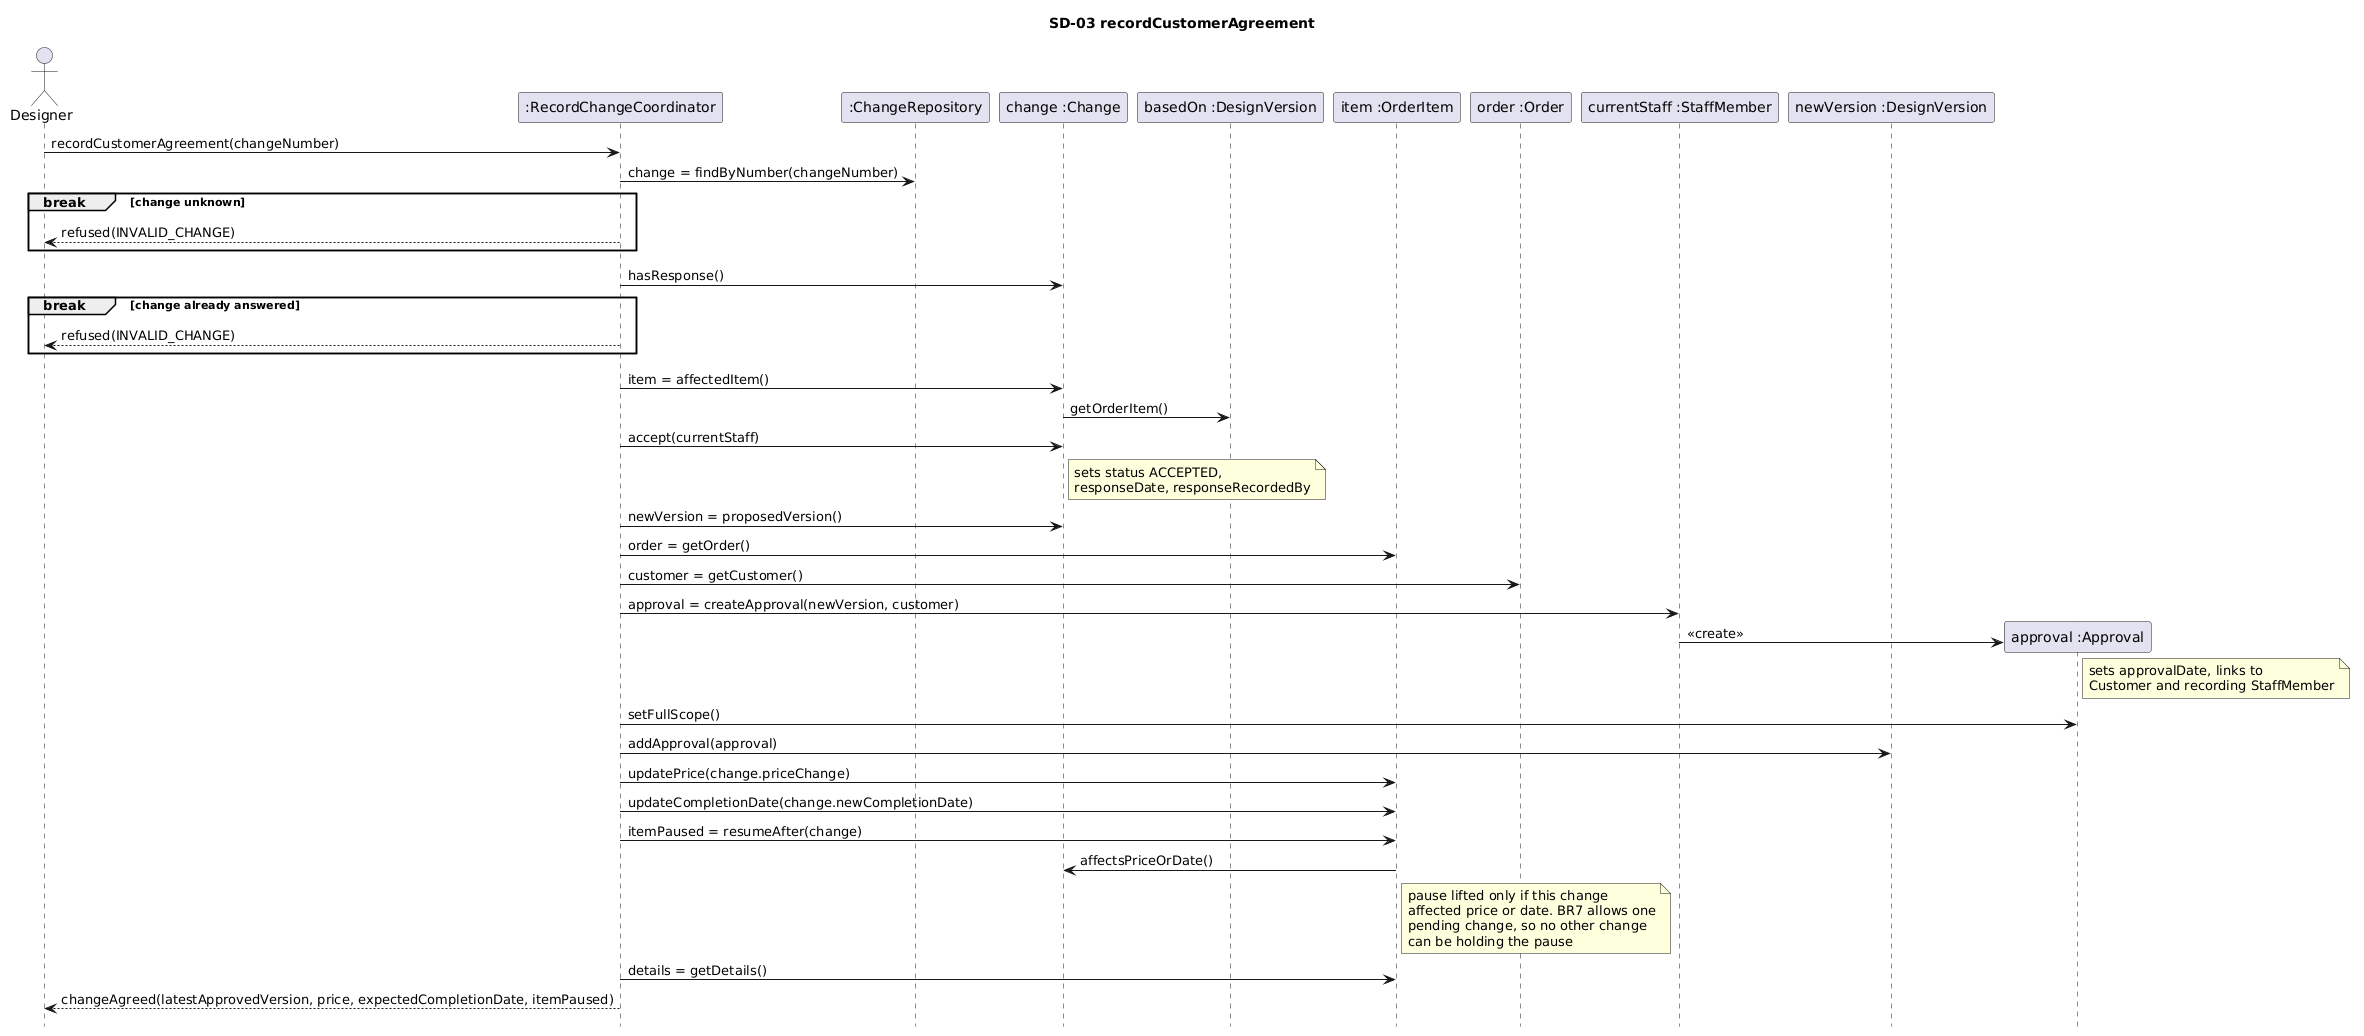 SD-03 recordCustomerAgreement
Designer
:RecordChangeCoordinator
:ChangeRepository
change :Change
basedOn :DesignVersion
item :OrderItem
order :Order
currentStaff :StaffMember
newVersion :DesignVersion
recordCustomerAgreement(changeNumber)
change = findByNumber(changeNumber)
break
[change unknown]
refused(INVALID_CHANGE)
hasResponse()
break
[change already answered]
refused(INVALID_CHANGE)
item = affectedItem()
getOrderItem()
accept(currentStaff)
sets status ACCEPTED,
responseDate, responseRecordedBy
newVersion = proposedVersion()
order = getOrder()
customer = getCustomer()
approval = createApproval(newVersion, customer)
«create»
approval :Approval
sets approvalDate, links to
Customer and recording StaffMember
setFullScope()
addApproval(approval)
updatePrice(change.priceChange)
updateCompletionDate(change.newCompletionDate)
itemPaused = resumeAfter(change)
affectsPriceOrDate()
pause lifted only if this change
affected price or date. BR7 allows one
pending change, so no other change
can be holding the pause
details = getDetails()
changeAgreed(latestApprovedVersion, price, expectedCompletionDate, itemPaused)